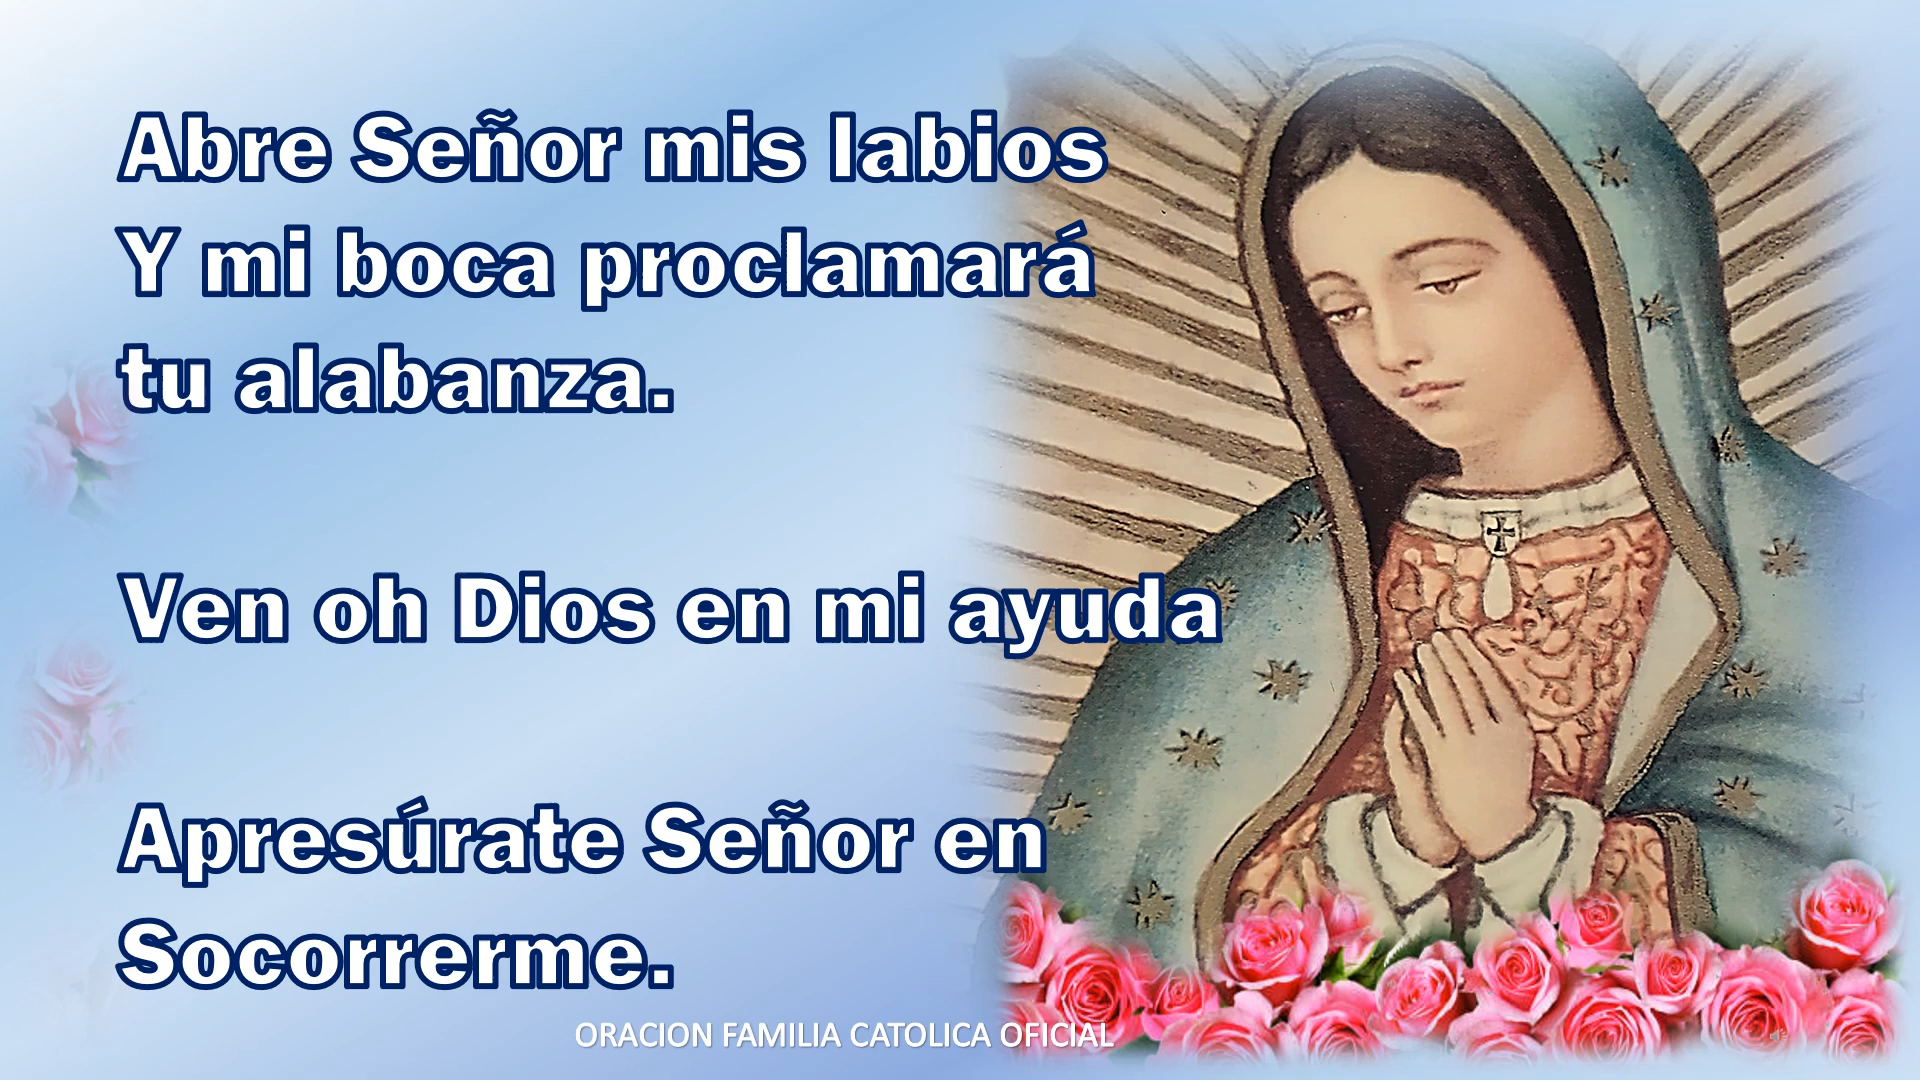 Abre Señor mis labios
Y mi boca proclamará
tu alabanza.
Ven oh Dios en mi ayuda
Apresúrate Señor en
Socorrerme.
ORACION FAMILIA CATOLICA OFICIAL